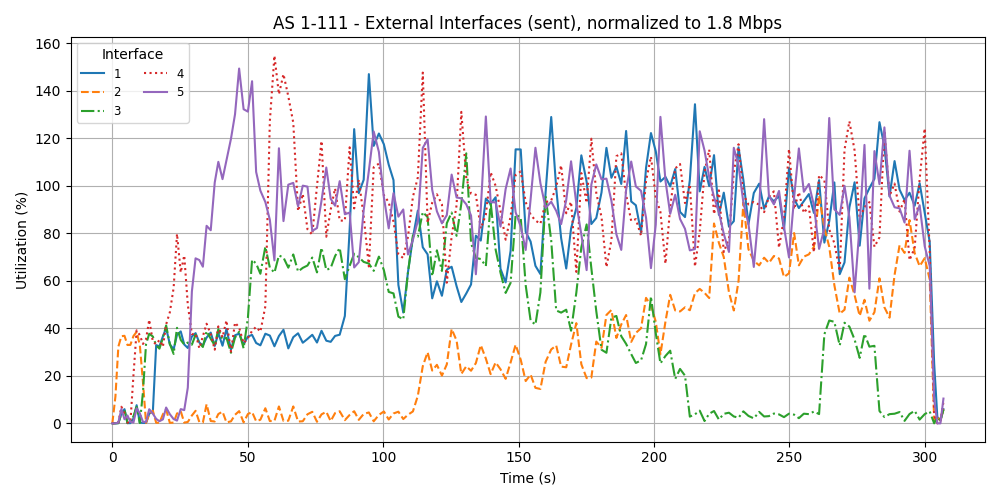 AS 1-111 - External Interfaces (sent), normalized to 1.8 Mbps
Interface
1
2
3
4
5
Utilization (%)
160
140
120
100
80
60
40
20
0
0 50 100 150 200 250 300
Time (s)